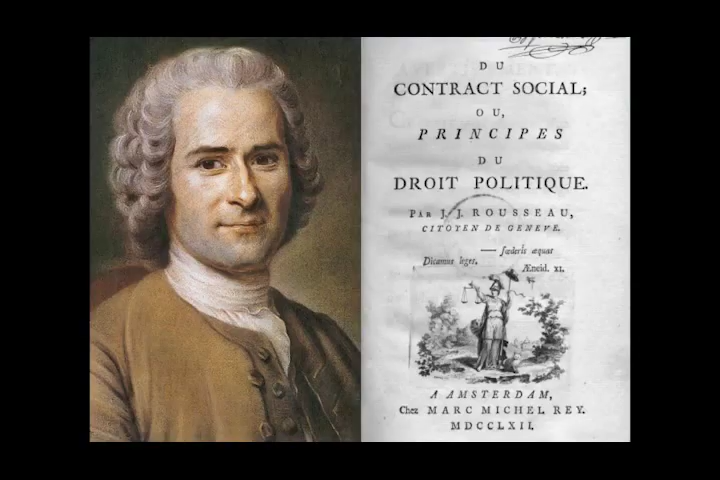 DU
CONTRACT SOCIAL;
OU,
PRINCIPES
DU
DROIT POLITIQUE.
PAR J. J. ROUSSEAU,
CITOYEN DE GENEVE.
— fœderis æquas
Dicamus leges. Æneid. XI.
A AMSTERDAM,
Chez MARC MICHEL REY.
MDCCLXII.